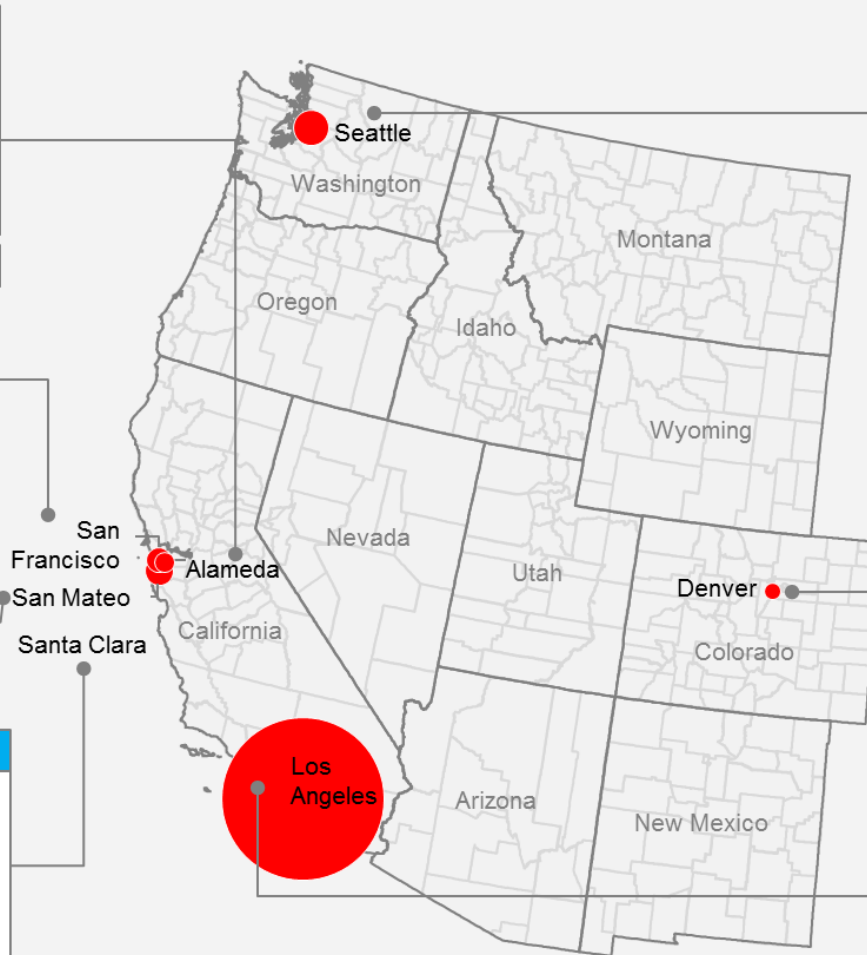 Seattle
Washington
Montana
Oregon
Idaho
Wyoming
San
Francisco
Nevada
Alameda
Utah
Denver
San Mateo
California
Santa Clara
Colorado
Los
Angeles
Arizona
New Mexico